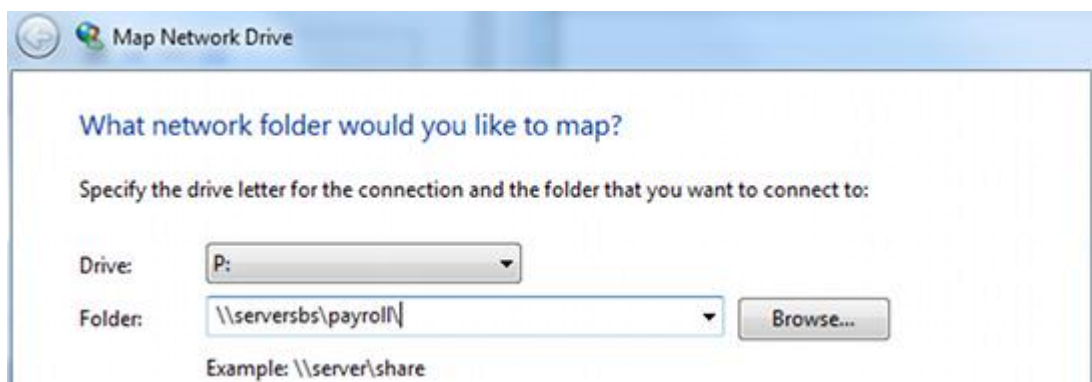 Map Network Drive
What network folder would you like to map?
Specify the drive letter for the connection and the folder that you want to connect to:
Drive: P:
Folder: \\serversbs\payroll\ Browse...
Example: \\server\share